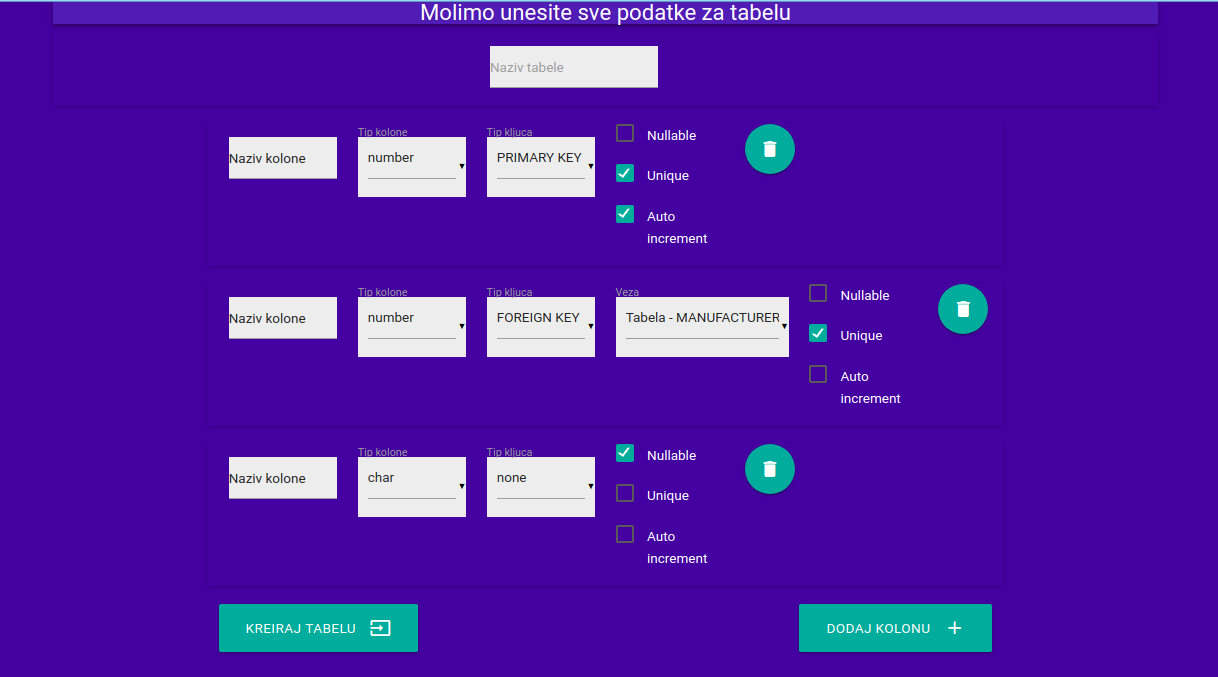 Molimo unesite sve podatke za tabelu
Naziv tabele
Tip kolone
Tip kljuca
Naziv kolone
number
PRIMARY KEY
Nullable
Unique
Auto
increment
Tip kolone
Tip kljuca
Veza
Naziv kolone
number
FOREIGN KEY
Tabela - MANUFACTURER
Nullable
Unique
Auto
increment
Tip kolone
Tip kljuca
Naziv kolone
char
none
Nullable
Unique
Auto
increment
KREIRAJ TABELU
DODAJ KOLONU